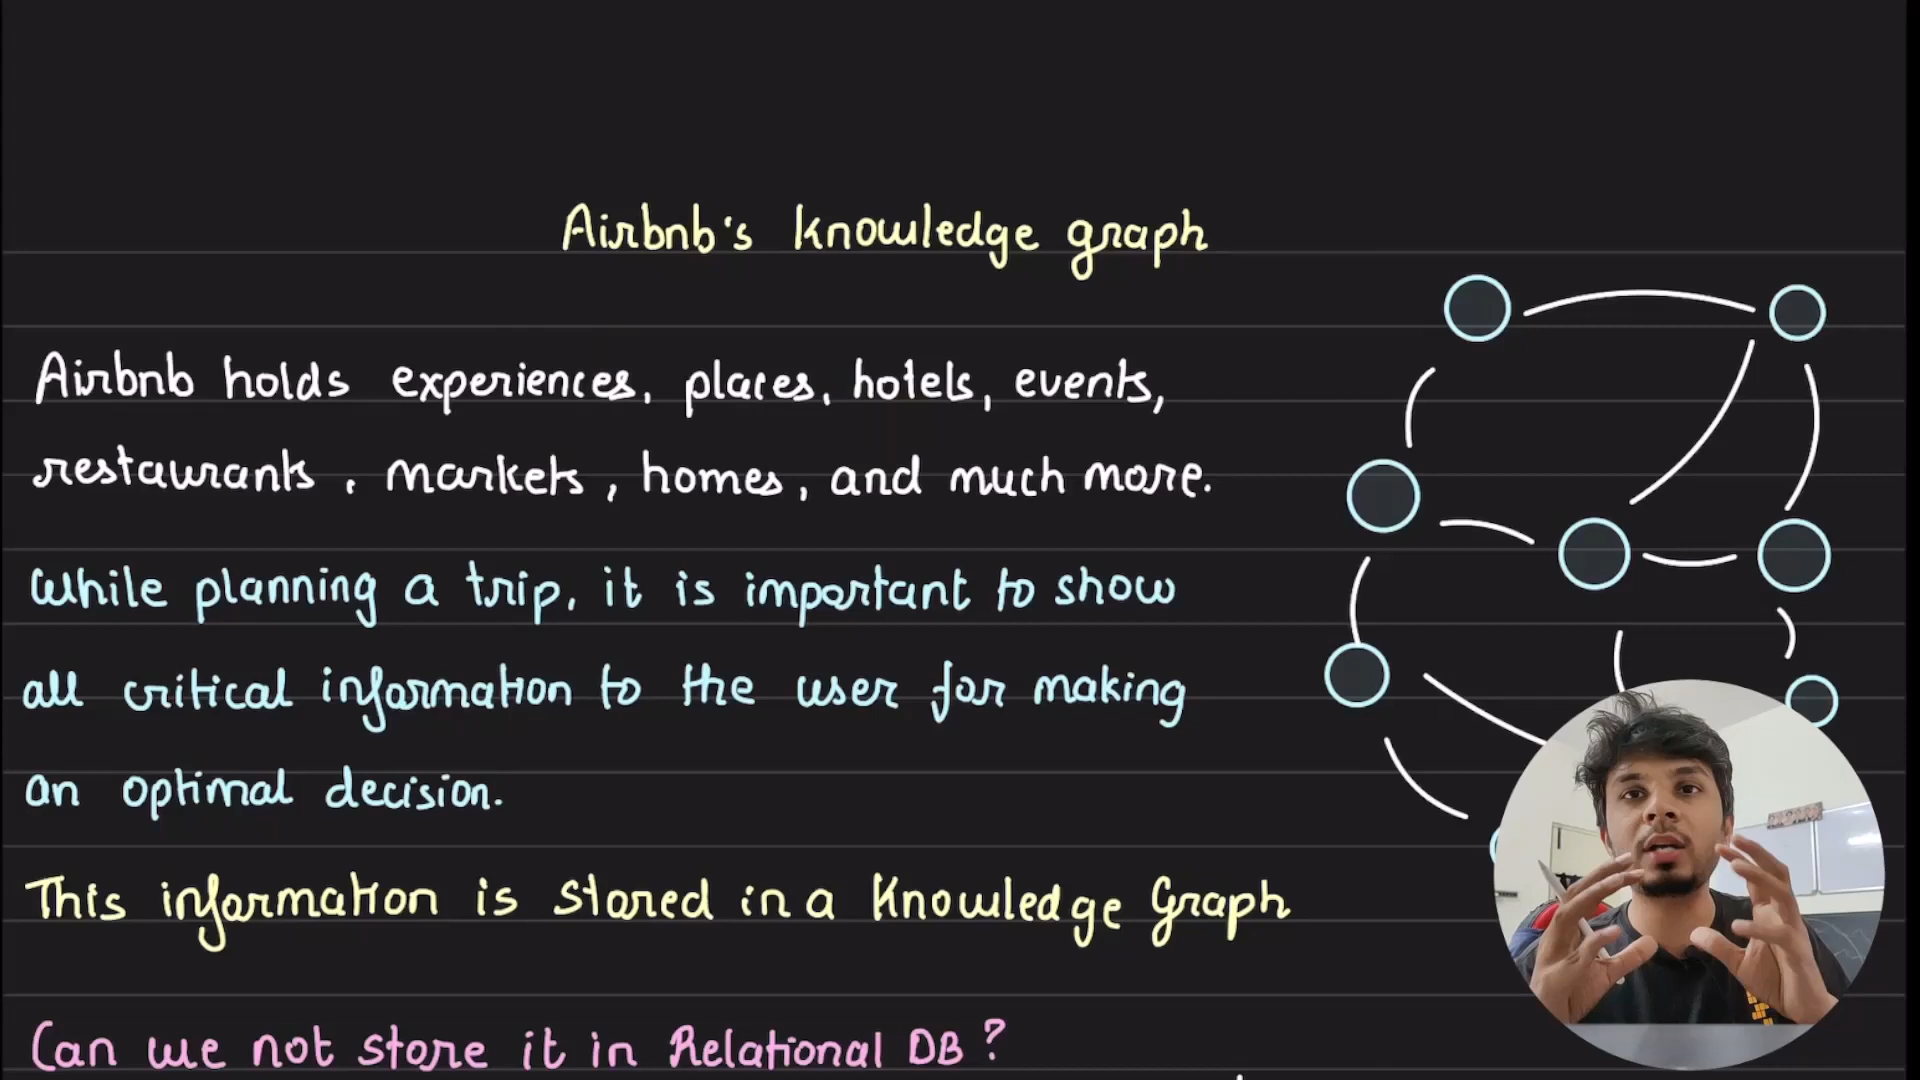 Airbnb's knowledge graph
Airbnb holds experiences, places, hotels, events,
restaurants, markets, homes, and much more.
While planning a trip, it is important to show
all critical information to the user for making
an optimal decision.
This information is stored in a Knowledge Graph
Can we not store it in Relational DB?